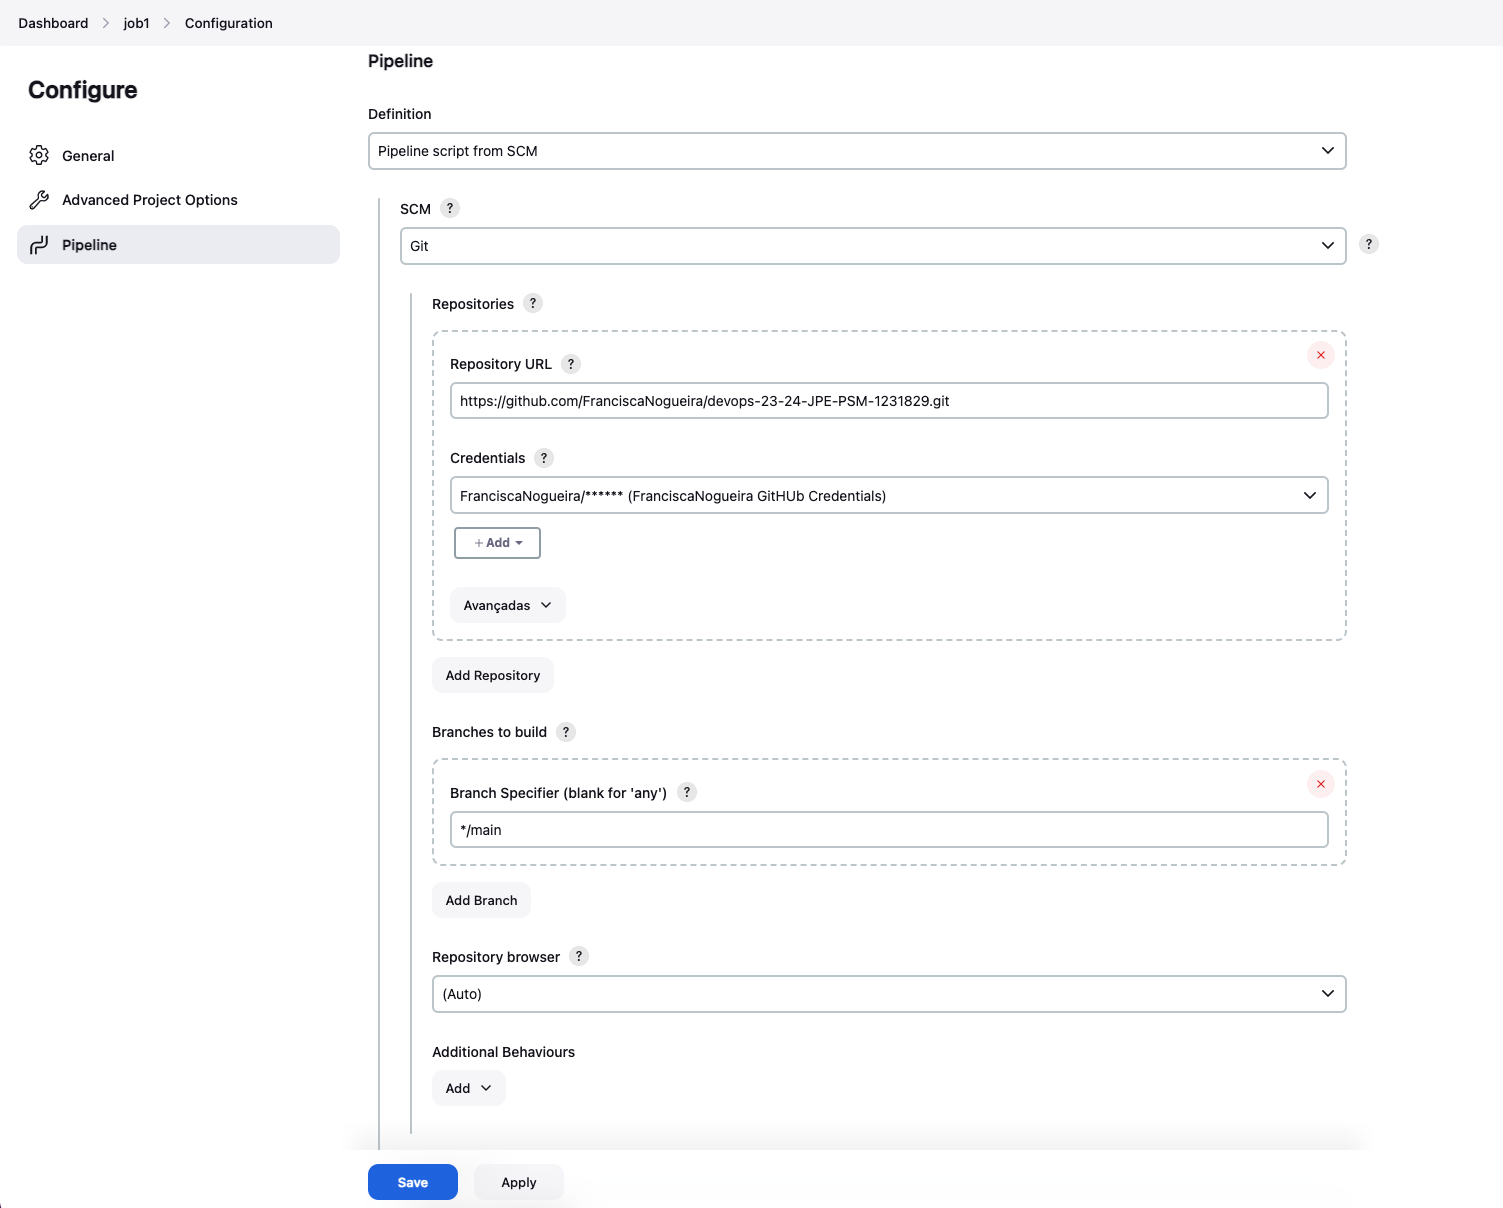 Dashboard > job1 > Configuration
Configure
General
Advanced Project Options
Pipeline
Pipeline
Definition
Pipeline script from SCM
SCM ?
Git
?
Repositories ?
Repository URL ?
https://github.com/FranciscaNogueira/devops-23-24-JPE-PSM-1231829.git
Credentials ?
FranciscaNogueira/****** (FranciscaNogueira GitHUb Credentials)
+ Add
Avançadas
Add Repository
Branches to build ?
Branch Specifier (blank for 'any') ?
*/main
Add Branch
Repository browser ?
(Auto)
Additional Behaviours
Add
Save Apply